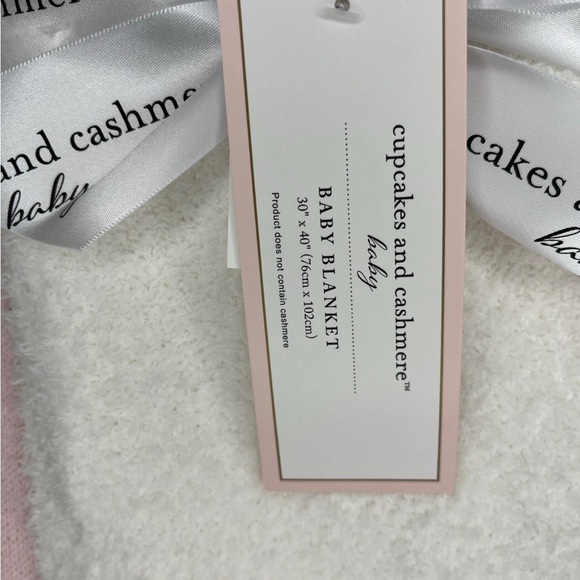 cupcakes and cashmere™
baby
BABY BLANKET
30" x 40" (76cm x 102cm)
Product does not contain cashmere
and cashme
baby
cakes